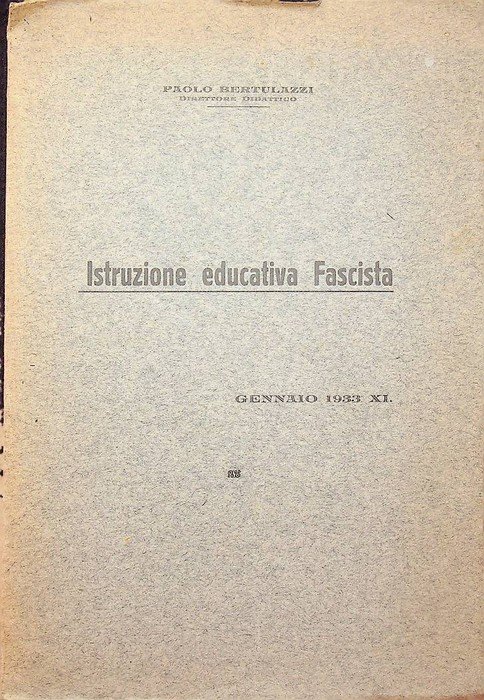 PAOLO BERTULAZZI
DIRETTORE DIDATTICO
Istruzione educativa Fascista
GENNAIO 1933 XI.